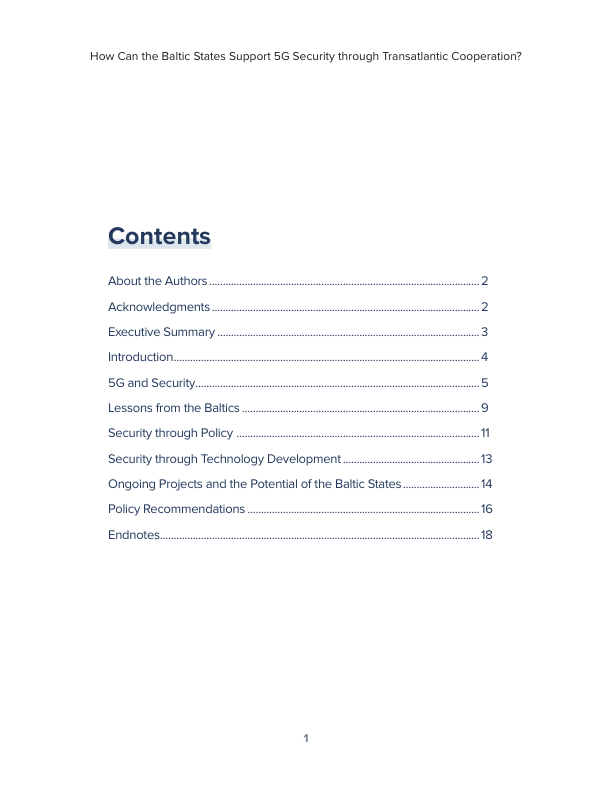 How Can the Baltic States Support 5G Security through Transatlantic Cooperation?
Contents
About the Authors ........................................................................................ 2
Acknowledgments ....................................................................................... 2
Executive Summary ..................................................................................... 3
Introduction.................................................................................................... 4
5G and Security............................................................................................. 5
Lessons from the Baltics .............................................................................. 9
Security through Policy ................................................................................ 11
Security through Technology Development ............................................. 13
Ongoing Projects and the Potential of the Baltic States ......................... 14
Policy Recommendations ............................................................................ 16
Endnotes......................................................................................................... 18
1